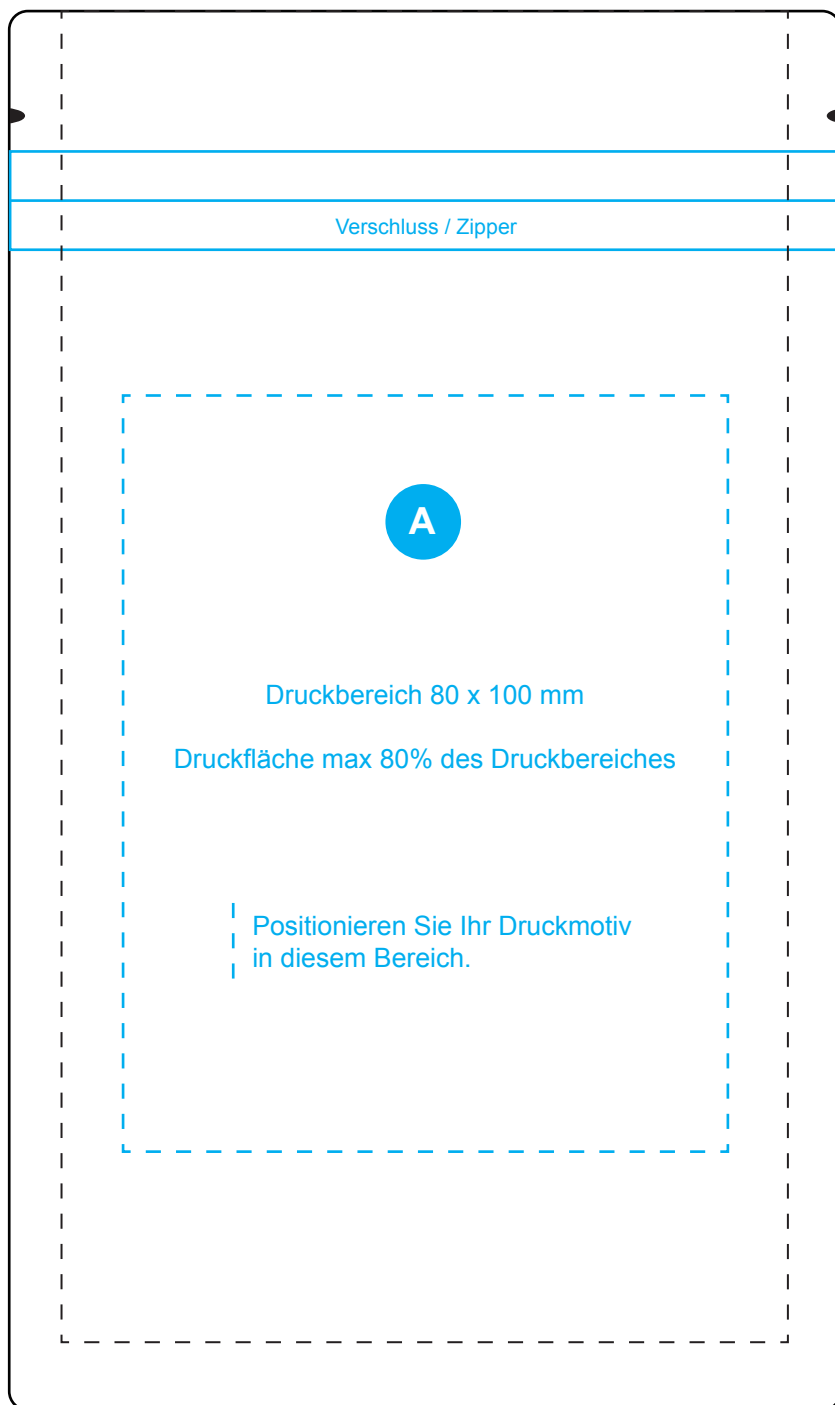 Verschluss / Zipper
A
Druckbereich 80 x 100 mm
Druckfläche max 80% des Druckbereiches
Positionieren Sie Ihr Druckmotiv
in diesem Bereich.